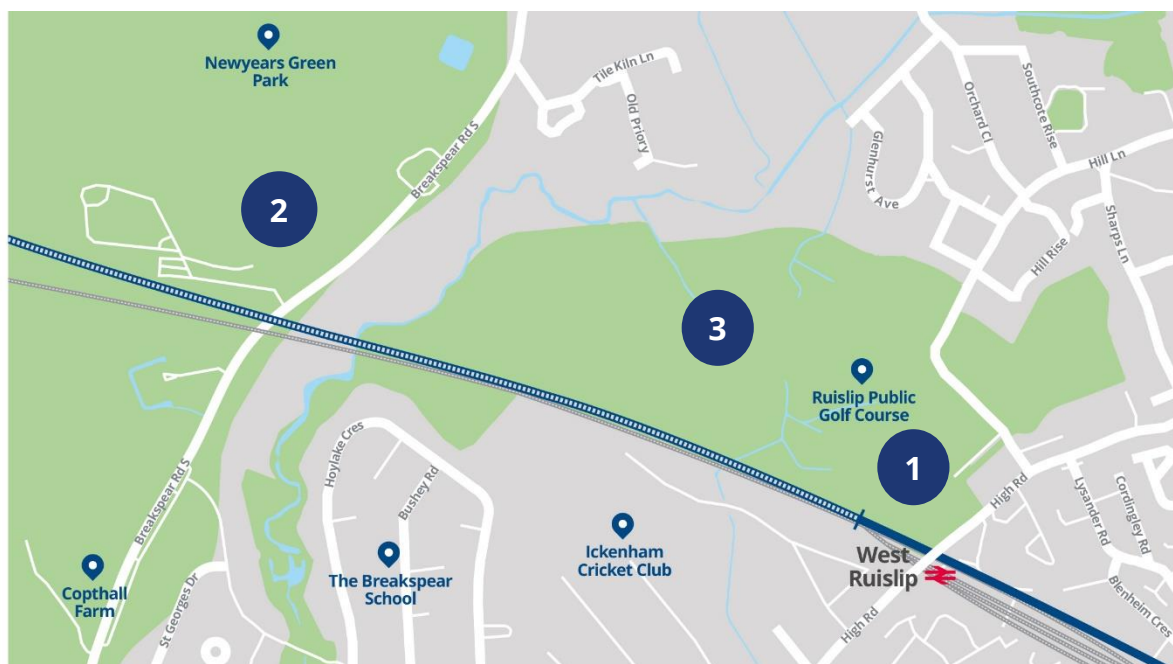 Newyears Green
Park
Tile Kiln Ln
Old Priory
Southcote Rise
Orchard Cl
Glenhurst Ave
Hill Ln
Breakspear Rd S
Sharps Ln
2
Hill Rise
3
Ruislip Public
Golf Course
Hoylake Cres
Bushey Rd
1
High Rd
Lysander Rd
Cordingley Rd
Breakspear Rd S
Ickenham
Cricket Club
West
Ruislip
The Breakspear
School
Copthall
Farm
St Georges Dr
High Rd
Blenheim Cres